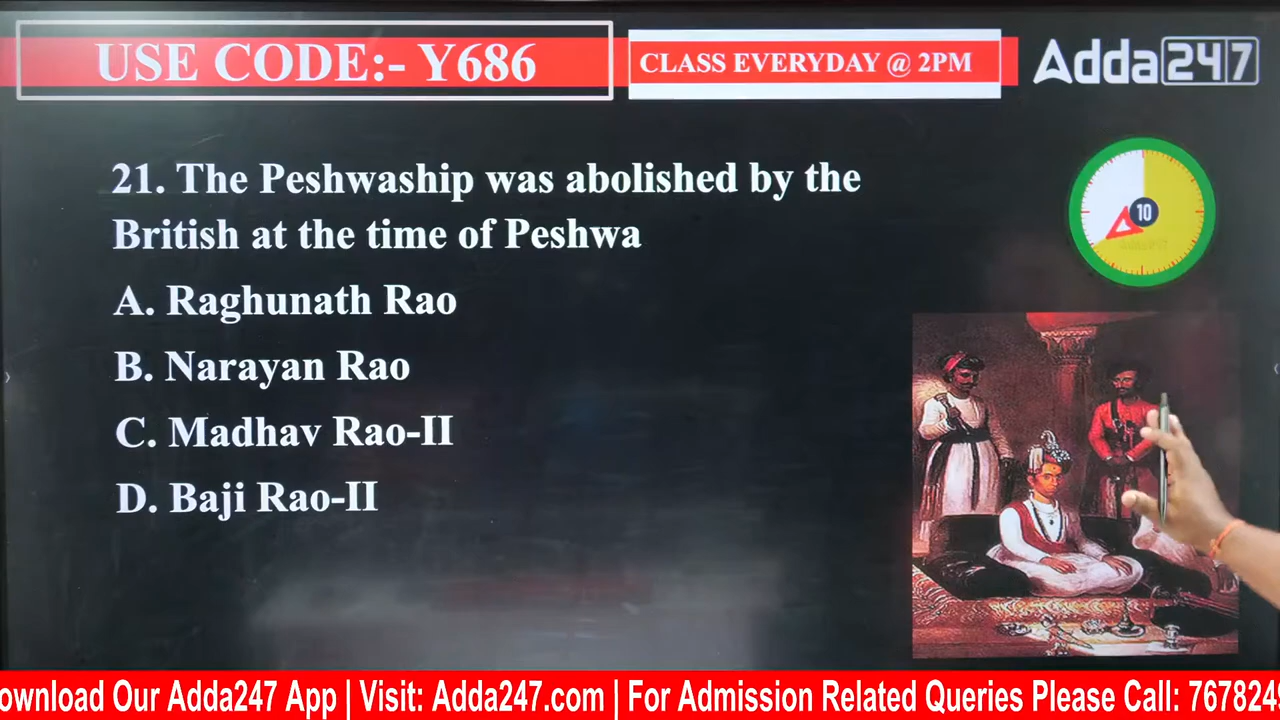 USE CODE:- Y686
CLASS EVERYDAY @ 2PM
Adda247
21. The Peshwaship was abolished by the
British at the time of Peshwa
10
A. Raghunath Rao
B. Narayan Rao
C. Madhav Rao-II
D. Baji Rao-II
ownload Our Adda247 App | Visit: Adda247.com | For Admission Related Queries Please Call: 767824